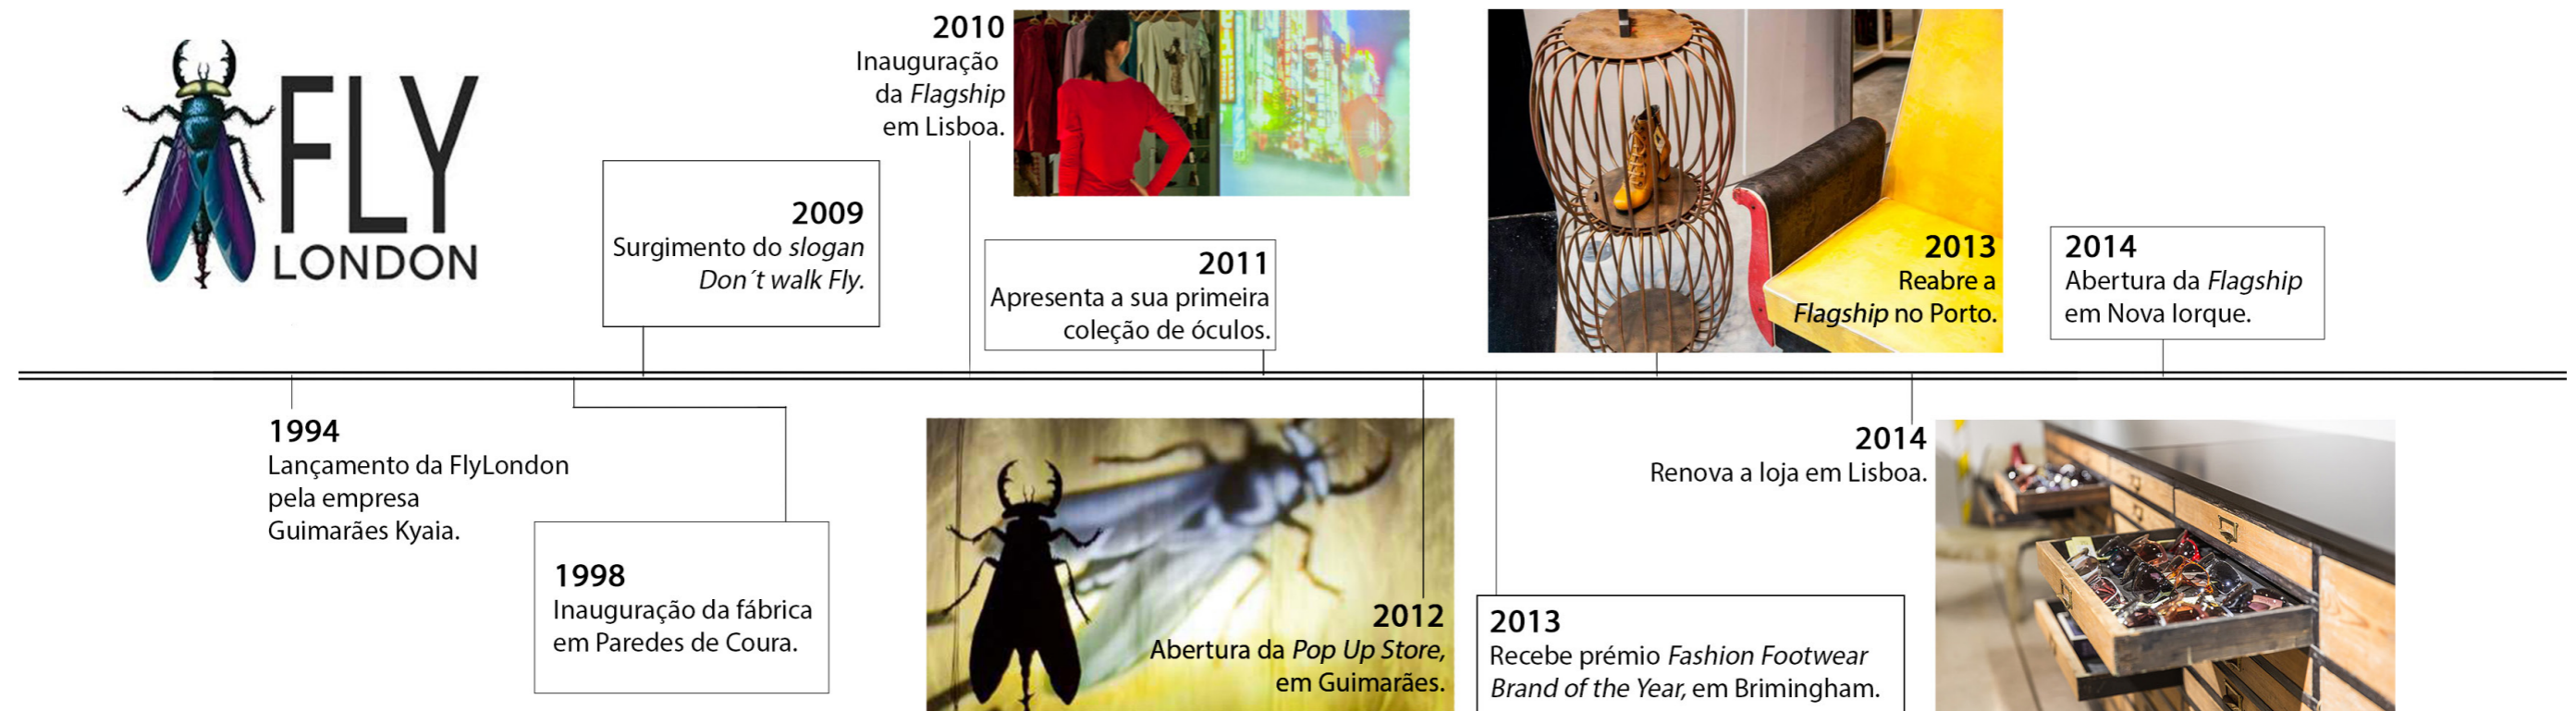 FLY
LONDON
1994
Lançamento da FlyLondon
pela empresa
Guimarães Kyaia.
1998
Inauguração da fábrica
em Paredes de Coura.
2009
Surgimento do slogan
Don´t walk Fly.
2010
Inauguração
da Flagship
em Lisboa.
2011
Apresenta a sua primeira
coleção de óculos.
2012
Abertura da Pop Up Store,
em Guimarães.
2013
Recebe prémio Fashion Footwear
Brand of the Year, em Brimingham.
2013
Reabre a
Flagship no Porto.
2014
Renova a loja em Lisboa.
2014
Abertura da Flagship
em Nova Iorque.